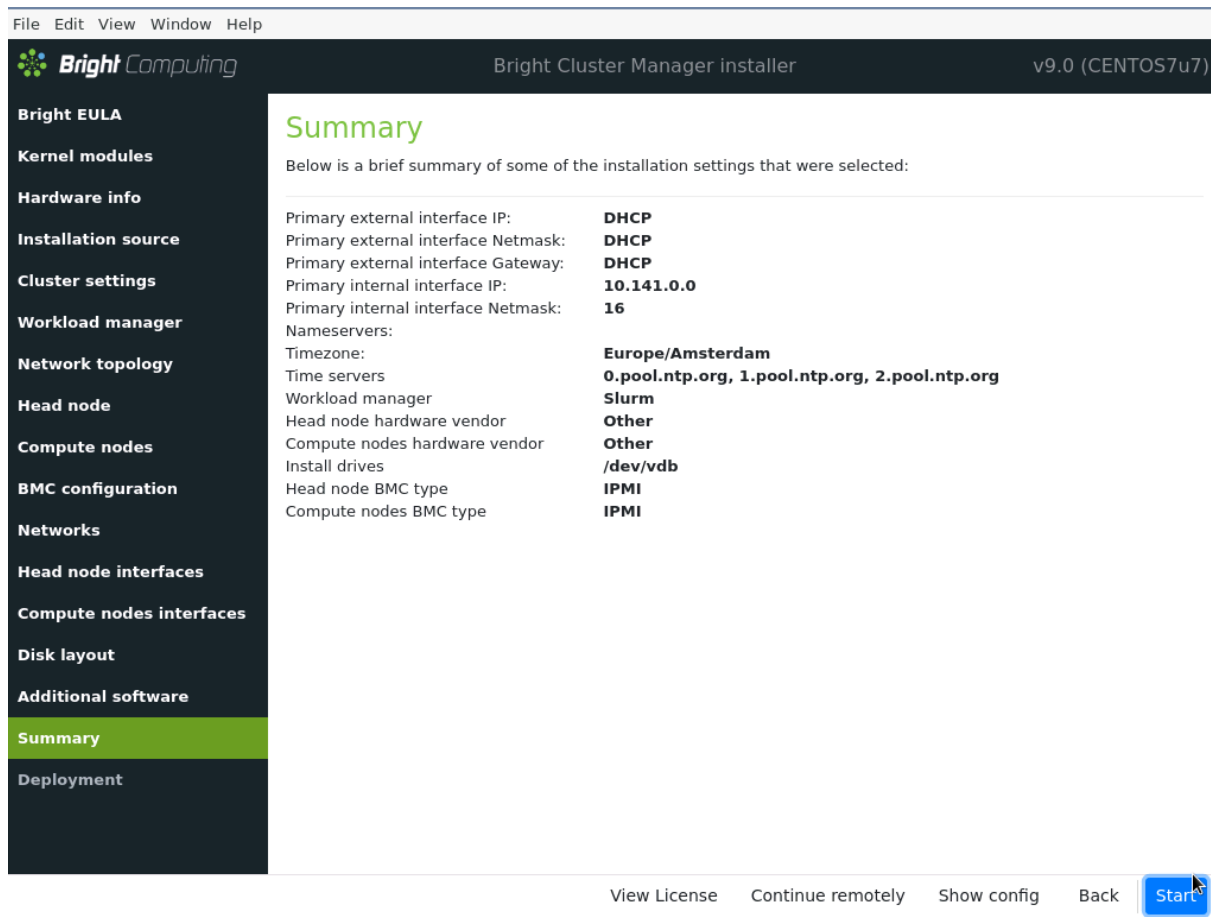 File Edit View Window Help
Bright Computing Bright Cluster Manager installer v9.0 (CENTOS7u7)
Bright EULA
Kernel modules
Hardware info
Installation source
Cluster settings
Workload manager
Network topology
Head node
Compute nodes
BMC configuration
Networks
Head node interfaces
Compute nodes interfaces
Disk layout
Additional software
Summary
Deployment
Summary
Below is a brief summary of some of the installation settings that were selected:
Primary external interface IP: DHCP
Primary external interface Netmask: DHCP
Primary external interface Gateway: DHCP
Primary internal interface IP: 10.141.0.0
Primary internal interface Netmask: 16
Nameservers:
Timezone: Europe/Amsterdam
Time servers 0.pool.ntp.org, 1.pool.ntp.org, 2.pool.ntp.org
Workload manager Slurm
Head node hardware vendor Other
Compute nodes hardware vendor Other
Install drives /dev/vdb
Head node BMC type IPMI
Compute nodes BMC type IPMI
View License Continue remotely Show config Back Start